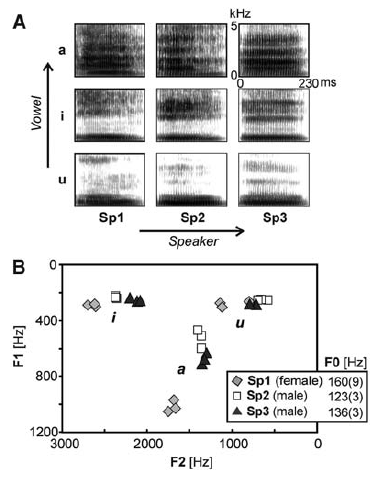 A
kHz
5
a
0
0
230 ms
Vowel
i
u
Sp1 Sp2 Sp3
Speaker
B
0
400
800
1200
F1 [Hz]
i
u
a
F0 [Hz]
Sp1 (female) 160(9)
Sp2 (male) 123(3)
Sp3 (male) 136(3)
3000 2000 1000 0
F2 [Hz]